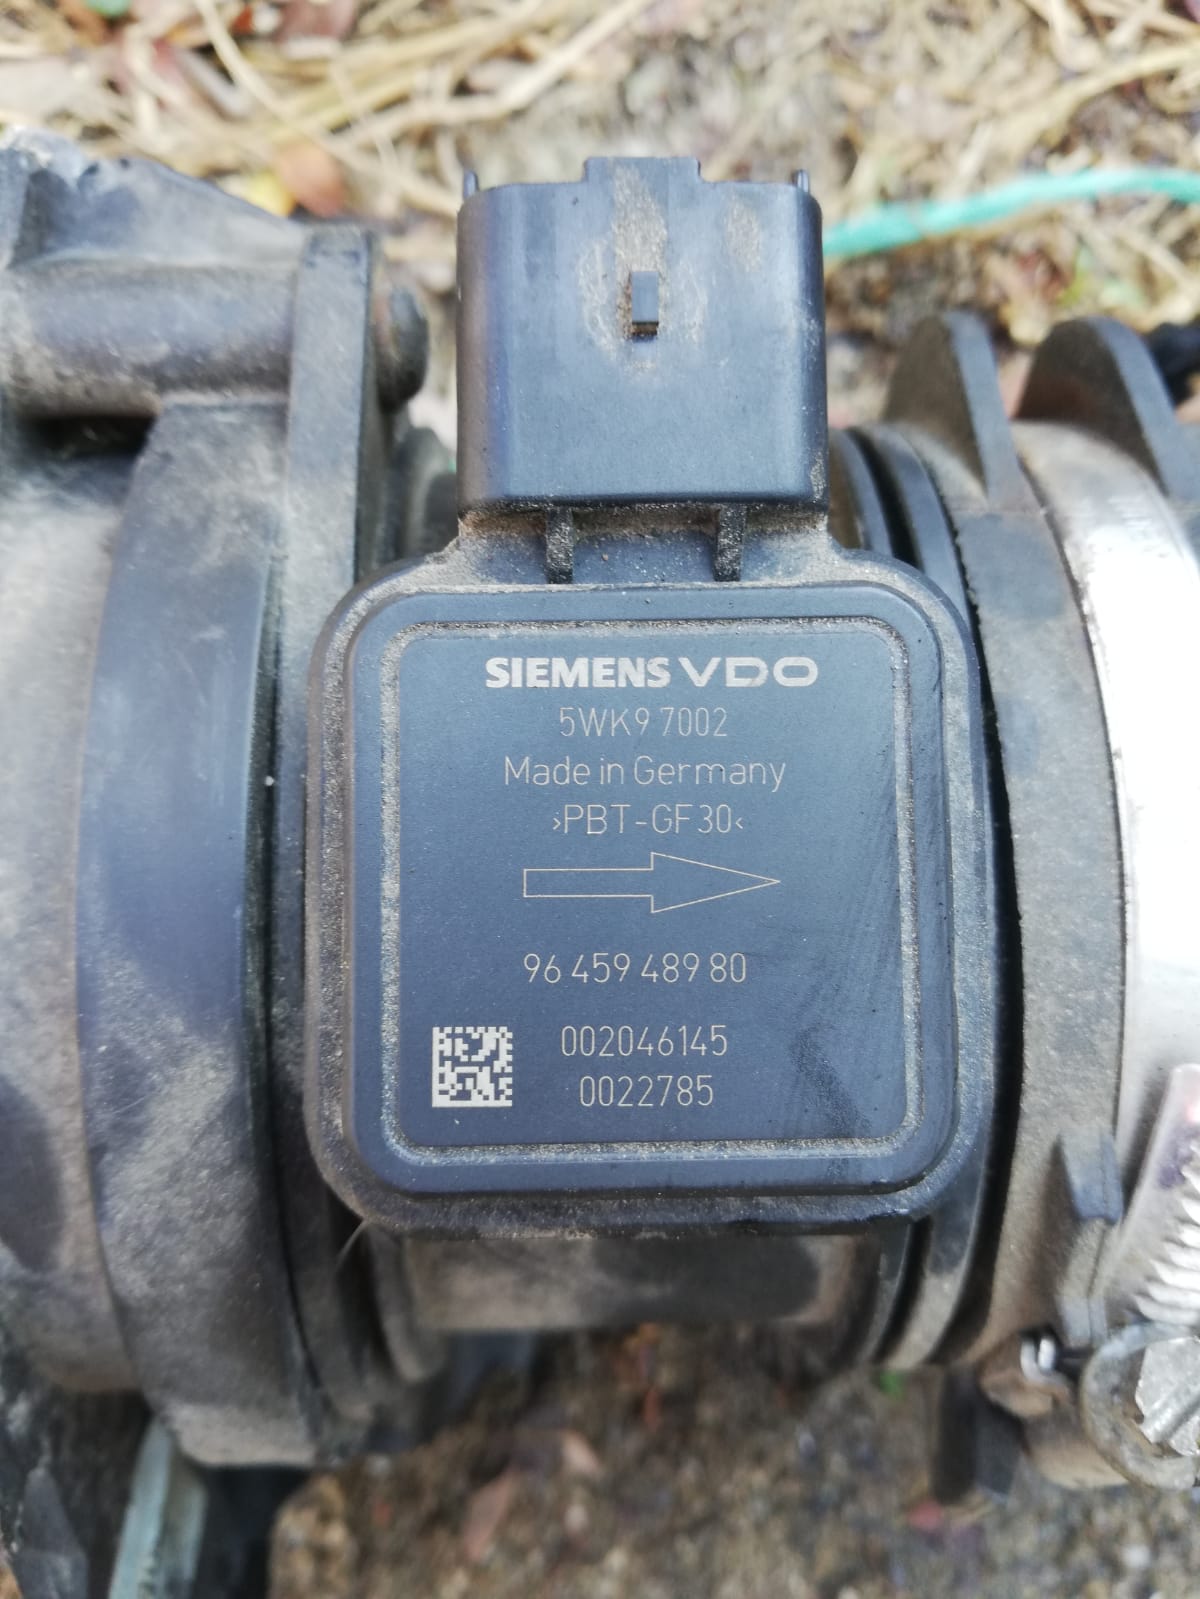 SIEMENS VDO
5WK9 7002
Made in Germany
>PBT-GF30<
96 459 489 80
002046145
0022785